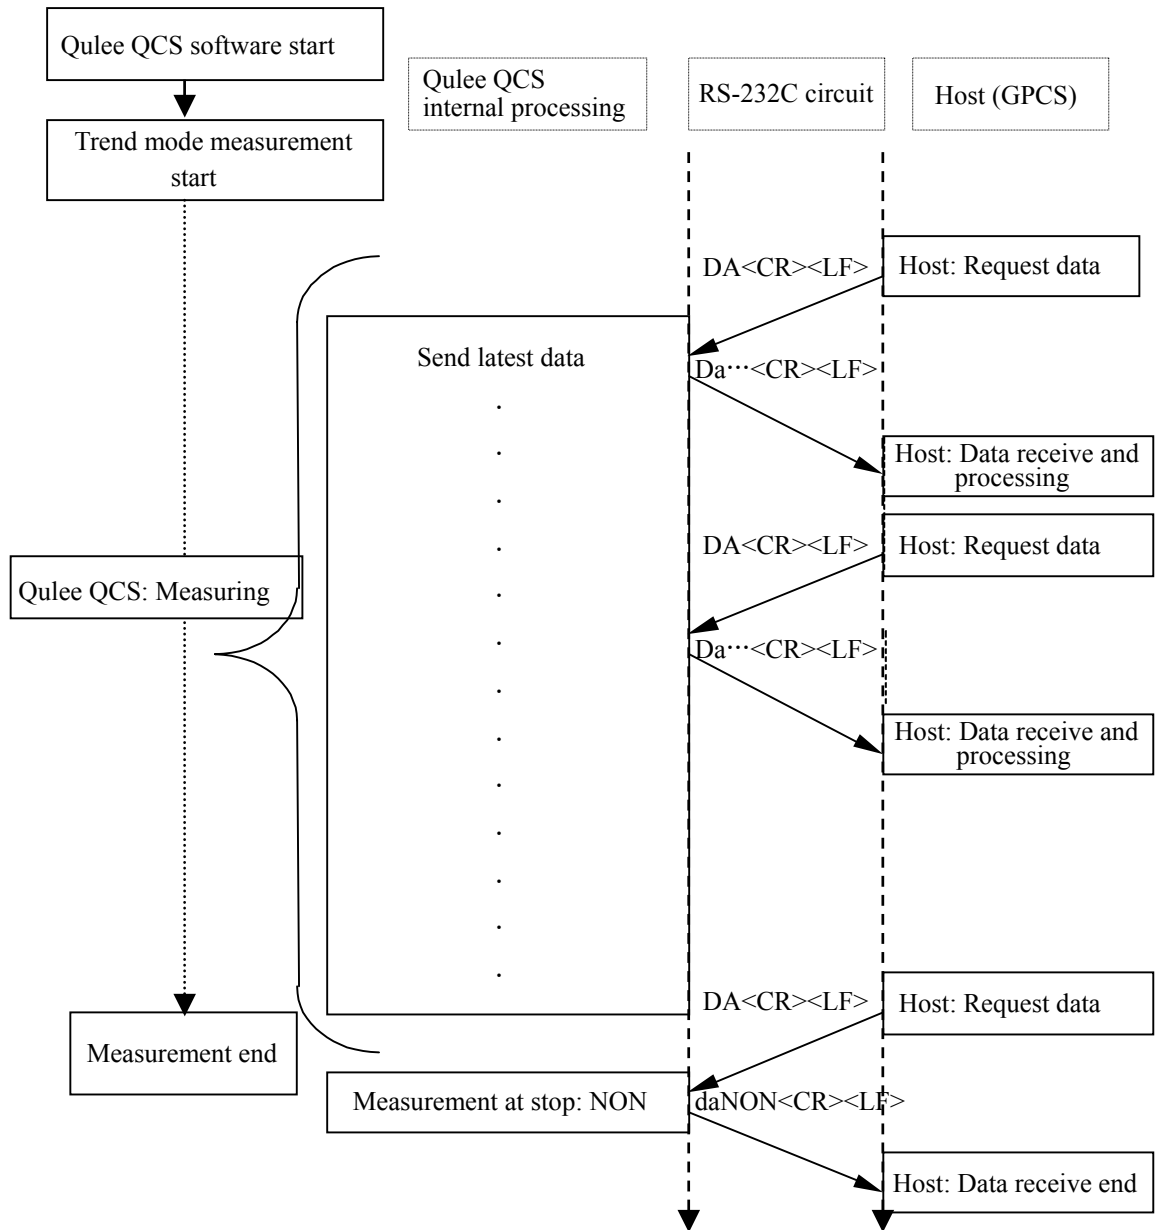 Qulee QCS software start
Trend mode measurement
start
Qulee QCS
internal processing
RS-232C circuit
Host (GPCS)
DA<CR><LF>
Host: Request data
Send latest data
Da⋯<CR><LF>
Host: Data receive and
processing
DA<CR><LF>
Host: Request data
Qulee QCS: Measuring
Da⋯<CR><LF>
Host: Data receive and
processing
DA<CR><LF>
Host: Request data
Measurement end
Measurement at stop: NON
daNON<CR><LF>
Host: Data receive end